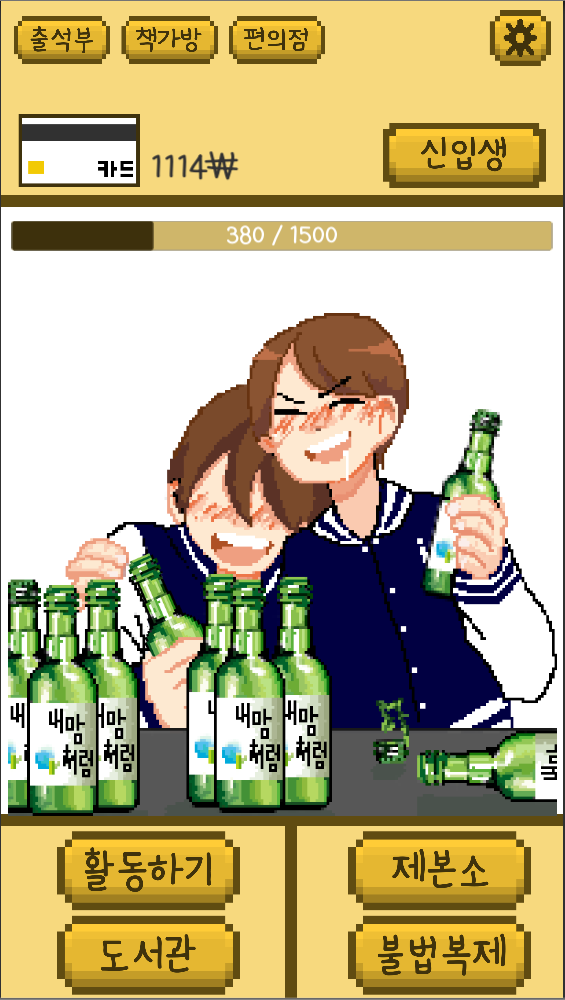 출석부 책가방 편의점
카드 1114₩ 신입생
380 / 1500
내맘
처럼
내맘
처럼
내맘
처럼
내맘
처럼
활동하기 제본소
도서관 불법복제